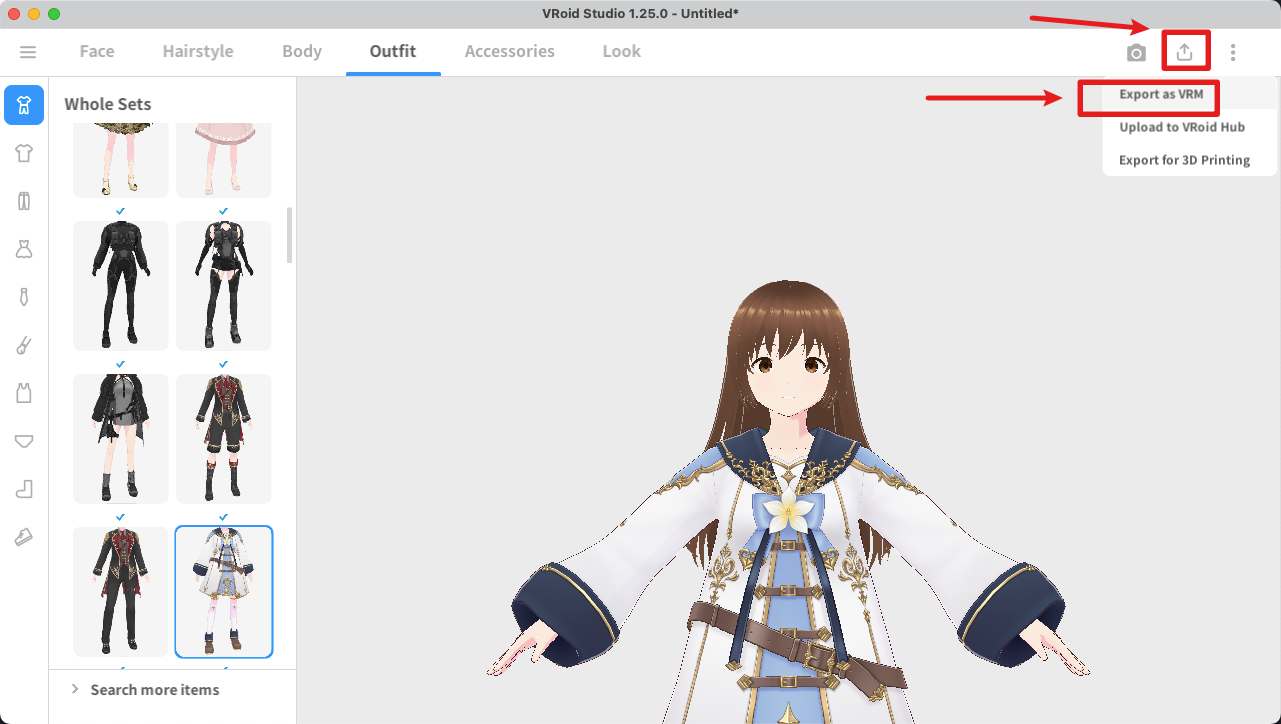 VRoid Studio 1.25.0 - Untitled*
Face
Hairstyle
Body
Outfit
Accessories
Look
Whole Sets
Export as VRM
Upload to VRoid Hub
Export for 3D Printing
Search more items